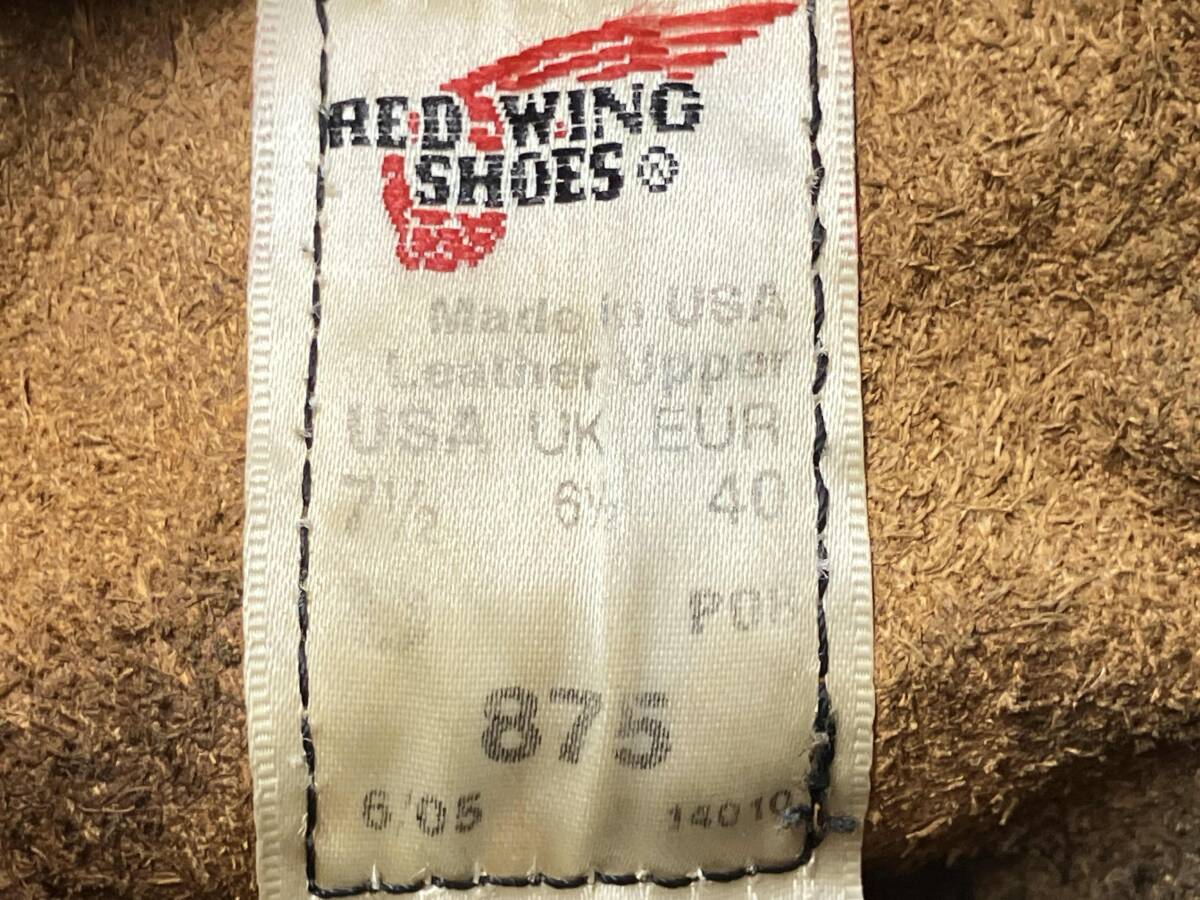 RED WING
SHOES ®
Made in USA
Leather Upper
USA UK EUR
7½ 6½ 40
875
6/05